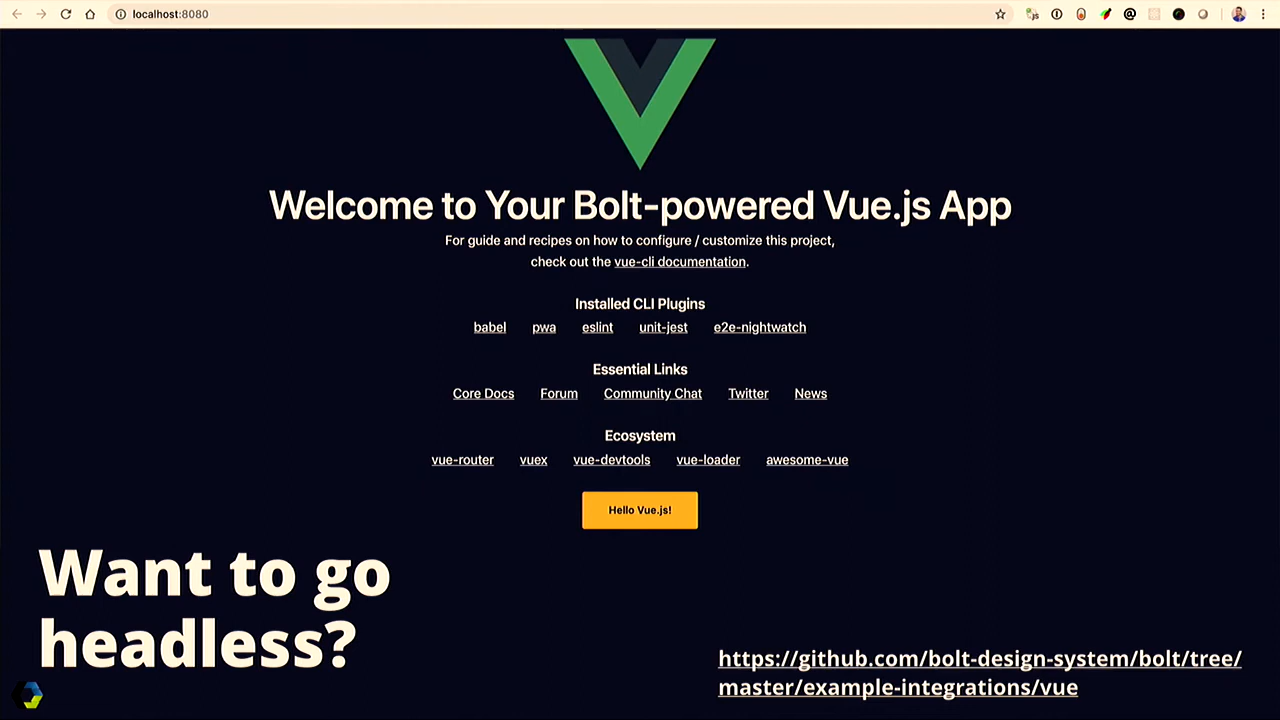 localhost:8080
Welcome to Your Bolt-powered Vue.js App
For guide and recipes on how to configure / customize this project,
check out the vue-cli documentation.
Installed CLI Plugins
babel pwa eslint unit-jest e2e-nightwatch
Essential Links
Core Docs Forum Community Chat Twitter News
Ecosystem
vue-router vuex vue-devtools vue-loader awesome-vue
Hello Vue.js!
Want to go
headless?
https://github.com/bolt-design-system/bolt/tree/
master/example-integrations/vue